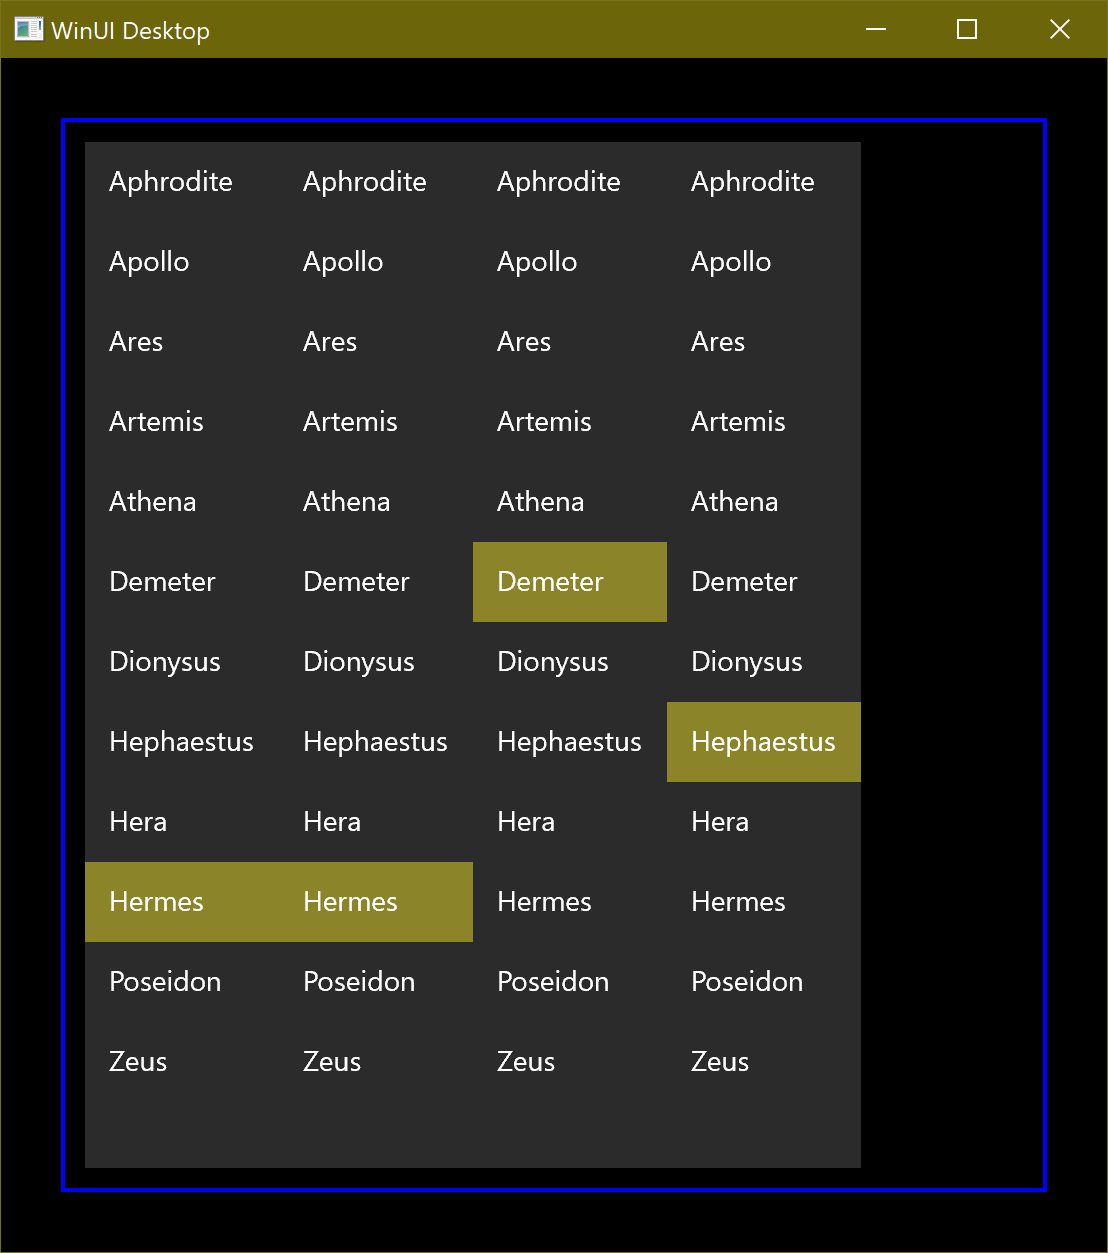 WinUI Desktop
Aphrodite Aphrodite Aphrodite Aphrodite
Apollo Apollo Apollo Apollo
Ares Ares Ares Ares
Artemis Artemis Artemis Artemis
Athena Athena Athena Athena
Demeter Demeter Demeter Demeter
Dionysus Dionysus Dionysus Dionysus
Hephaestus Hephaestus Hephaestus Hephaestus
Hera Hera Hera Hera
Hermes Hermes Hermes Hermes
Poseidon Poseidon Poseidon Poseidon
Zeus Zeus Zeus Zeus